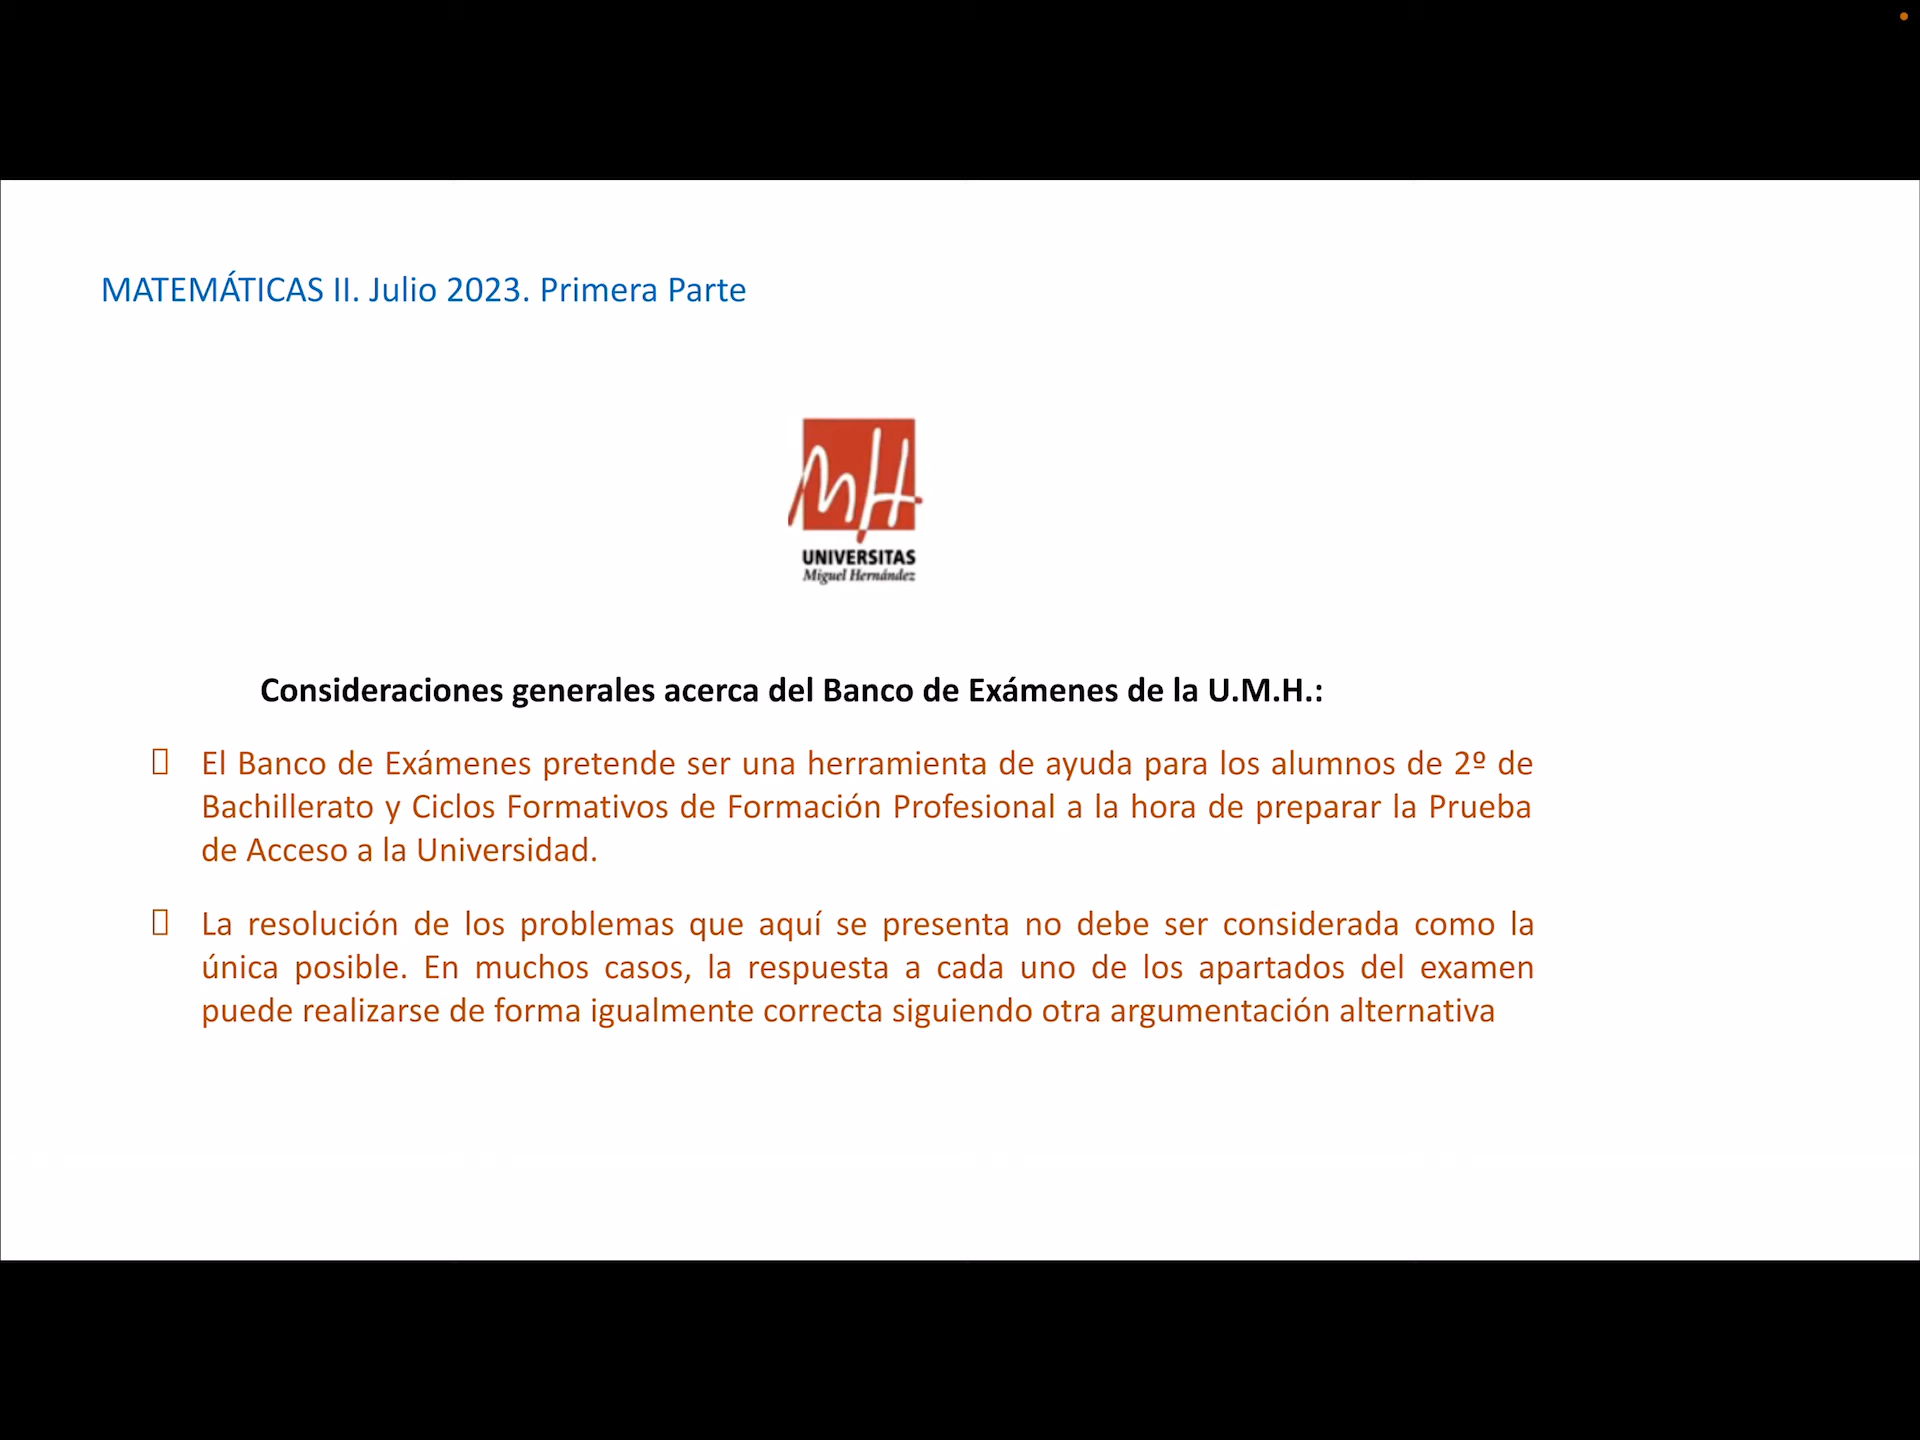 MATEMÁTICAS II. Julio 2023. Primera Parte
MH
UNIVERSITAS
Miguel Hernández
Consideraciones generales acerca del Banco de Exámenes de la U.M.H.:
El Banco de Exámenes pretende ser una herramienta de ayuda para los alumnos de 2º de
Bachillerato y Ciclos Formativos de Formación Profesional a la hora de preparar la Prueba
de Acceso a la Universidad.
La resolución de los problemas que aquí se presenta no debe ser considerada como la
única posible. En muchos casos, la respuesta a cada uno de los apartados del examen
puede realizarse de forma igualmente correcta siguiendo otra argumentación alternativa